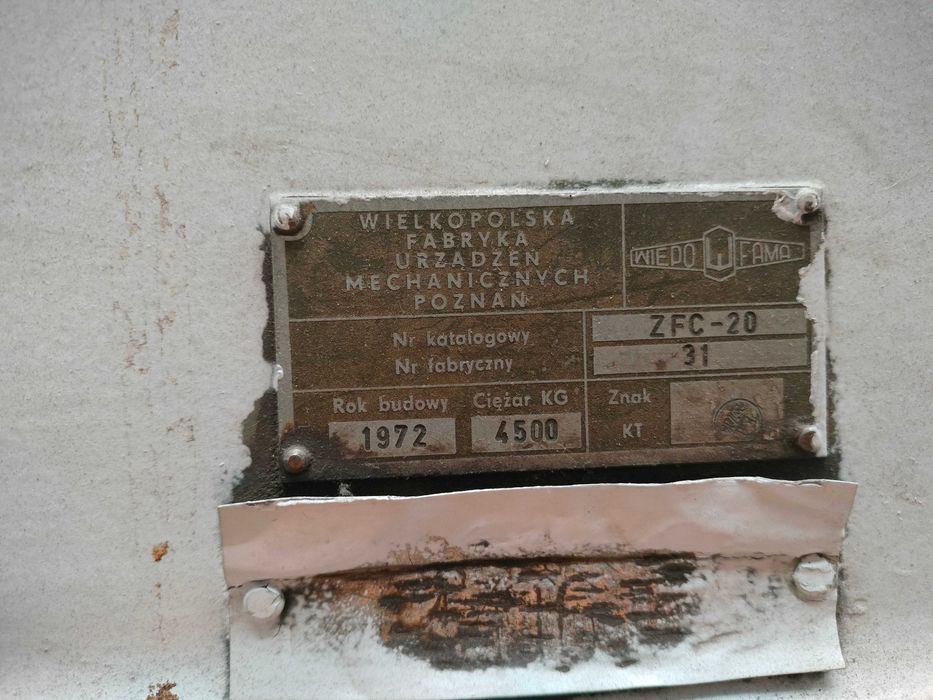 WIELKOPOLSKA
FABRYKA
URZĄDZEŃ
MECHANICZNYCH
POZNAŃ
WIEPO W FAMA
Nr katalogowy ZFC-20
Nr fabryczny 31
Rok budowy Ciężar KG Znak
1972 4500 KT